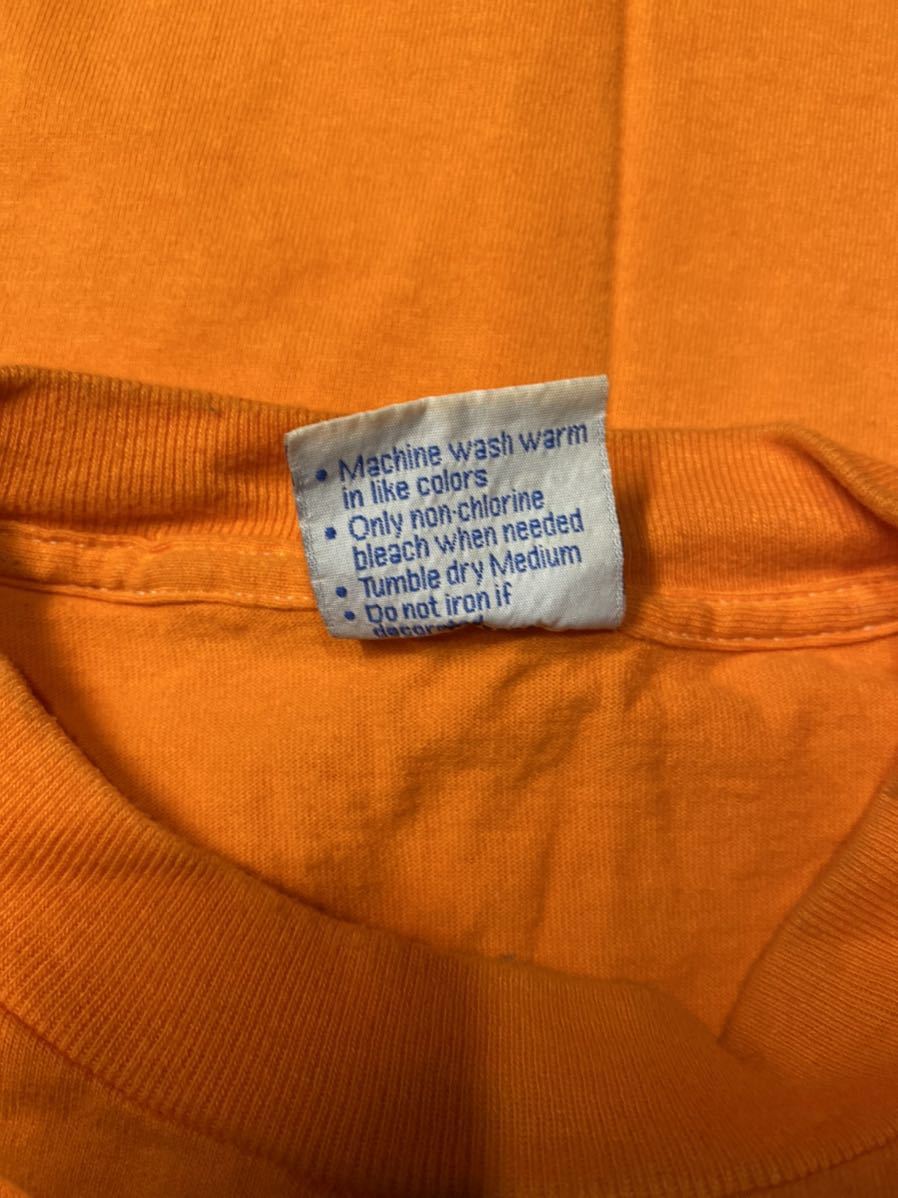 • Machine wash warm
in like colors
• Only non-chlorine
bleach when needed
• Tumble dry Medium
• Do not iron if
decorated